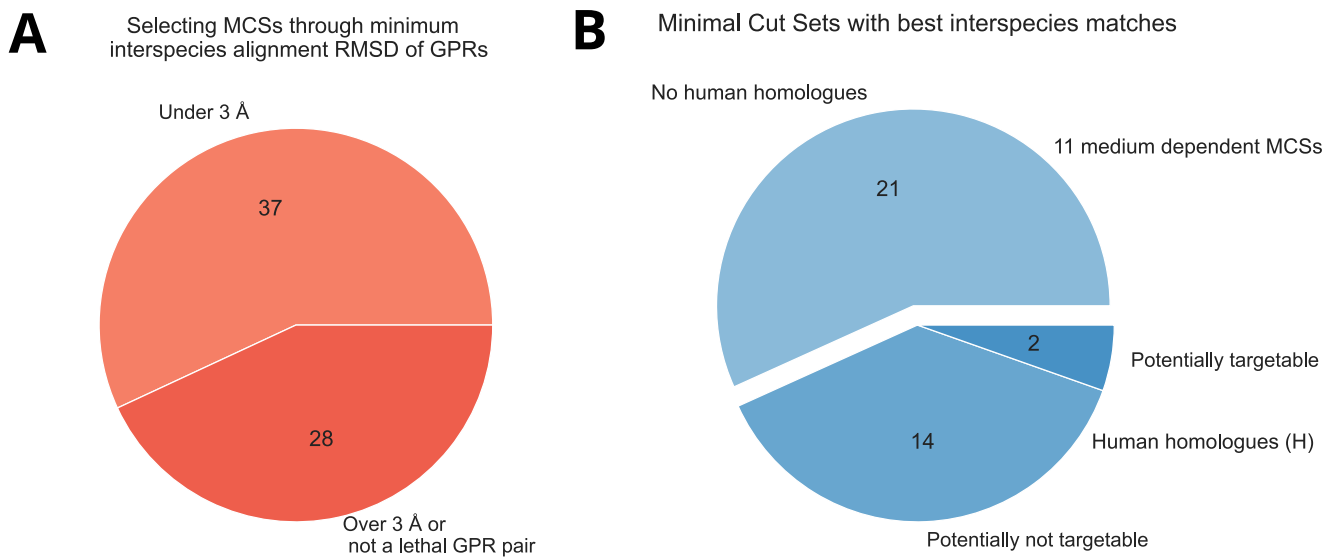 A
Selecting MCSs through minimum
interspecies alignment RMSD of GPRs
Under 3 Å
37
28
Over 3 Å or
not a lethal GPR pair
B
Minimal Cut Sets with best interspecies matches
No human homologues
11 medium dependent MCSs
21
2
Potentially targetable
14
Human homologues (H)
Potentially not targetable